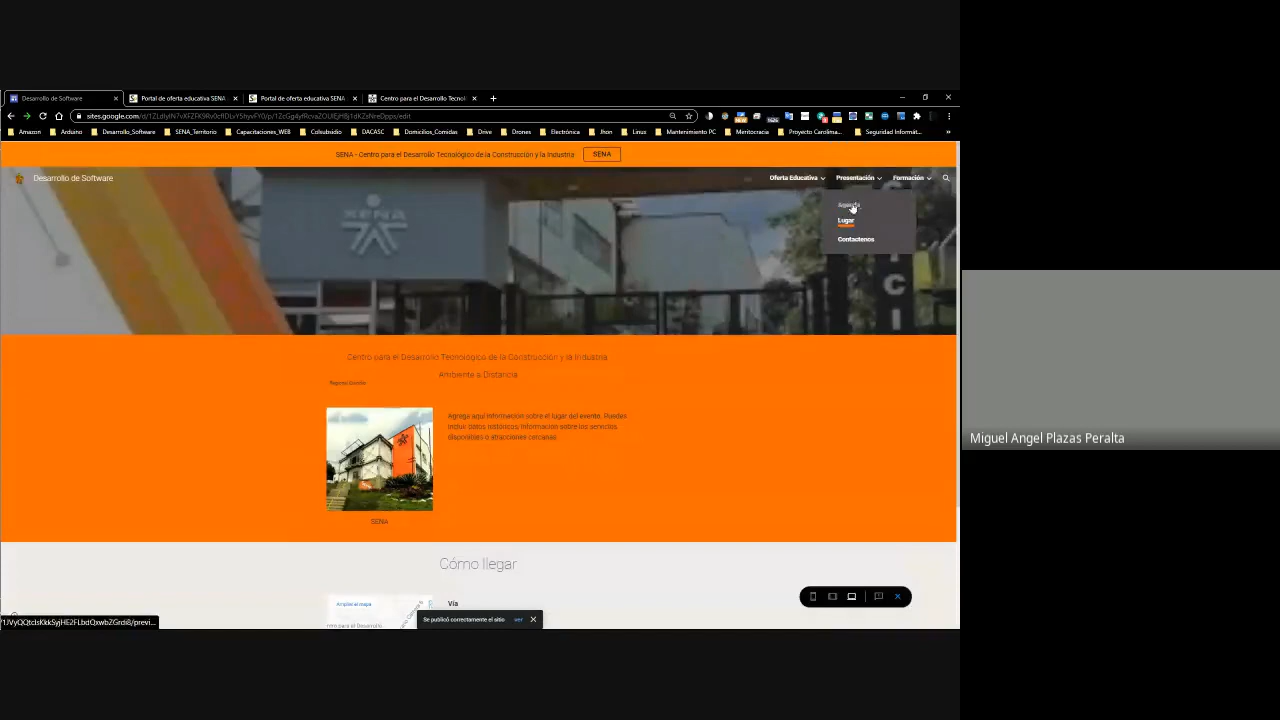 Desarrollo de Software
Portal de oferta educativa SENA
Portal de oferta educativa SENA
Centro para el Desarrollo Tecnol
Amazon
Arduino
Desarrollo_Software
SENA_Territorio
Capacitaciones_WEB
Colsubsidio
DACASC
Domicilios_Comidas
Drive
Drones
Electrónica
Jhon
Linux
Mantenimiento PC
Meritocracia
Proyecto Carolima...
Seguridad Informát...
SENA - Centro para el Desarrollo Tecnológico de la Construcción y la Industria
SENA
Desarrollo de Software
Oferta Educativa
Presentación
Formación
SENA
Agenda
Lugar
Contactenos
Centro para el Desarrollo Tecnológico de la Construcción y la Industria
Ambiente a Distancia
Agrega aquí información sobre el lugar del evento. Puedes
incluir datos históricos, información sobre los servicios
disponibles o atracciones cercanas.
SENA
Cómo llegar
Ampliar el mapa
Vía
Se publicó correctamente el sitio
ver
Miguel Angel Plazas Peralta